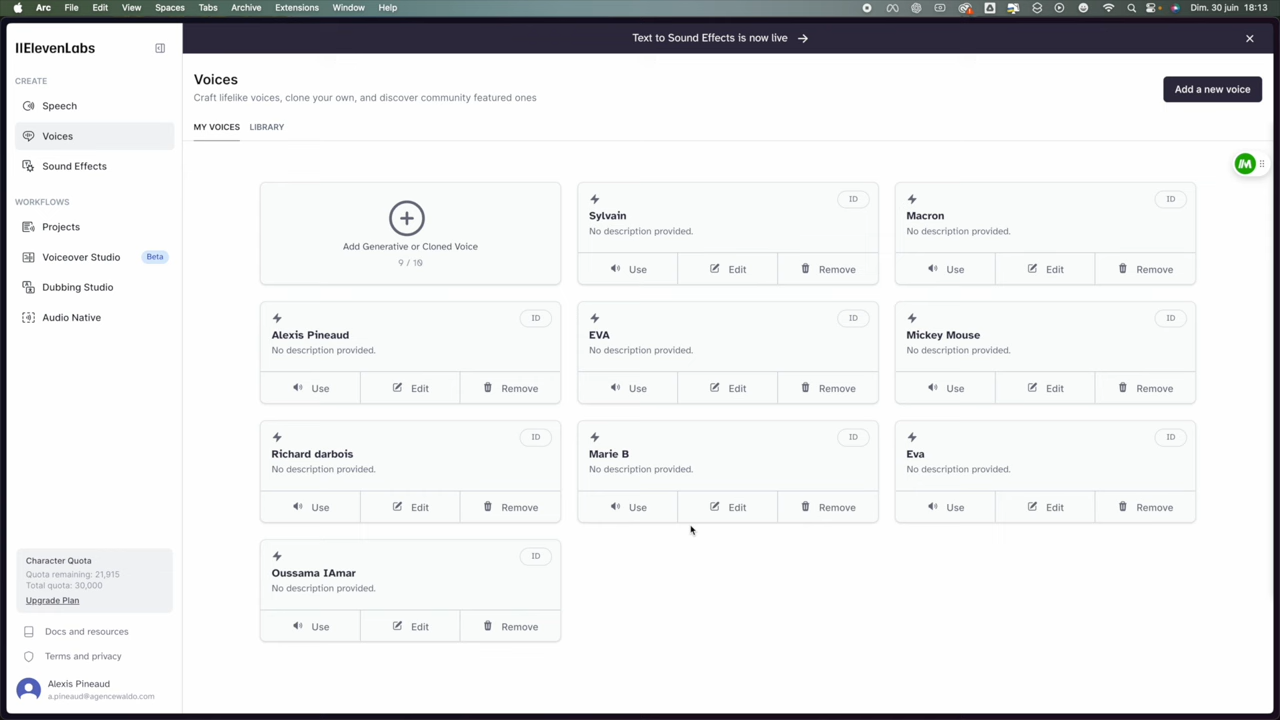 Arc File Edit View Spaces Tabs Archive Extensions Window Help Dim. 30 juin 18:13
IIElevenLabs
Text to Sound Effects is now live →
CREATE
Speech
Voices
Sound Effects
WORKFLOWS
Projects
Voiceover Studio Beta
Dubbing Studio
Audio Native
Character Quota
Quota remaining: 21,915
Total quota: 30,000
Upgrade Plan
Docs and resources
Terms and privacy
Alexis Pineaud
a.pineaud@agencewaldo.com
Voices
Craft lifelike voices, clone your own, and discover community featured ones
Add a new voice
MY VOICES LIBRARY
Add Generative or Cloned Voice
9 / 10
ID
Sylvain
No description provided.
Use Edit Remove
ID
Macron
No description provided.
Use Edit Remove
ID
Alexis Pineaud
No description provided.
Use Edit Remove
ID
EVA
No description provided.
Use Edit Remove
ID
Mickey Mouse
No description provided.
Use Edit Remove
ID
Richard darbois
No description provided.
Use Edit Remove
ID
Marie B
No description provided.
Use Edit Remove
ID
Eva
No description provided.
Use Edit Remove
ID
Oussama IAmar
No description provided.
Use Edit Remove